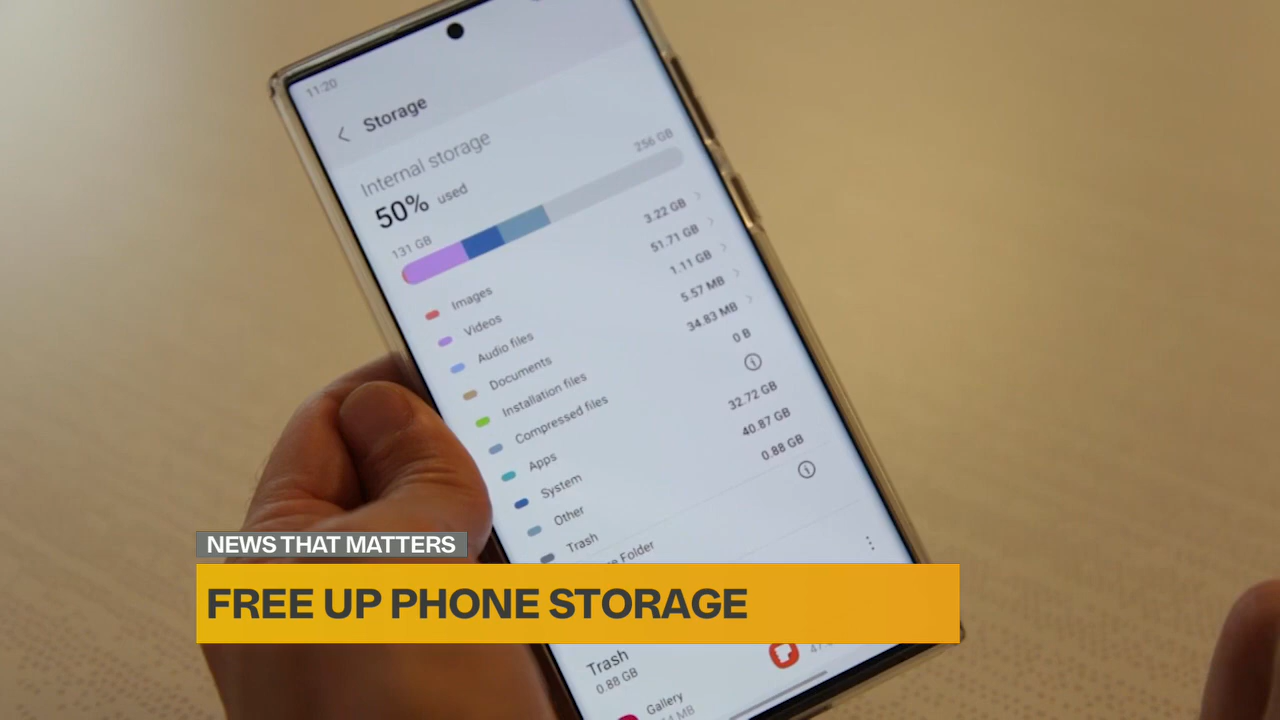 11:20
Storage
Internal storage
50% used
131 GB 256 GB
Images 3.22 GB
Videos 51.71 GB
Audio files 1.11 GB
Documents 5.57 MB
Installation files 34.83 MB
Compressed files 0 B
Apps
System 32.72 GB
Other 40.87 GB
Trash 0.88 GB
Folder
NEWS THAT MATTERS
FREE UP PHONE STORAGE
Trash
0.88 GB
Gallery
MB